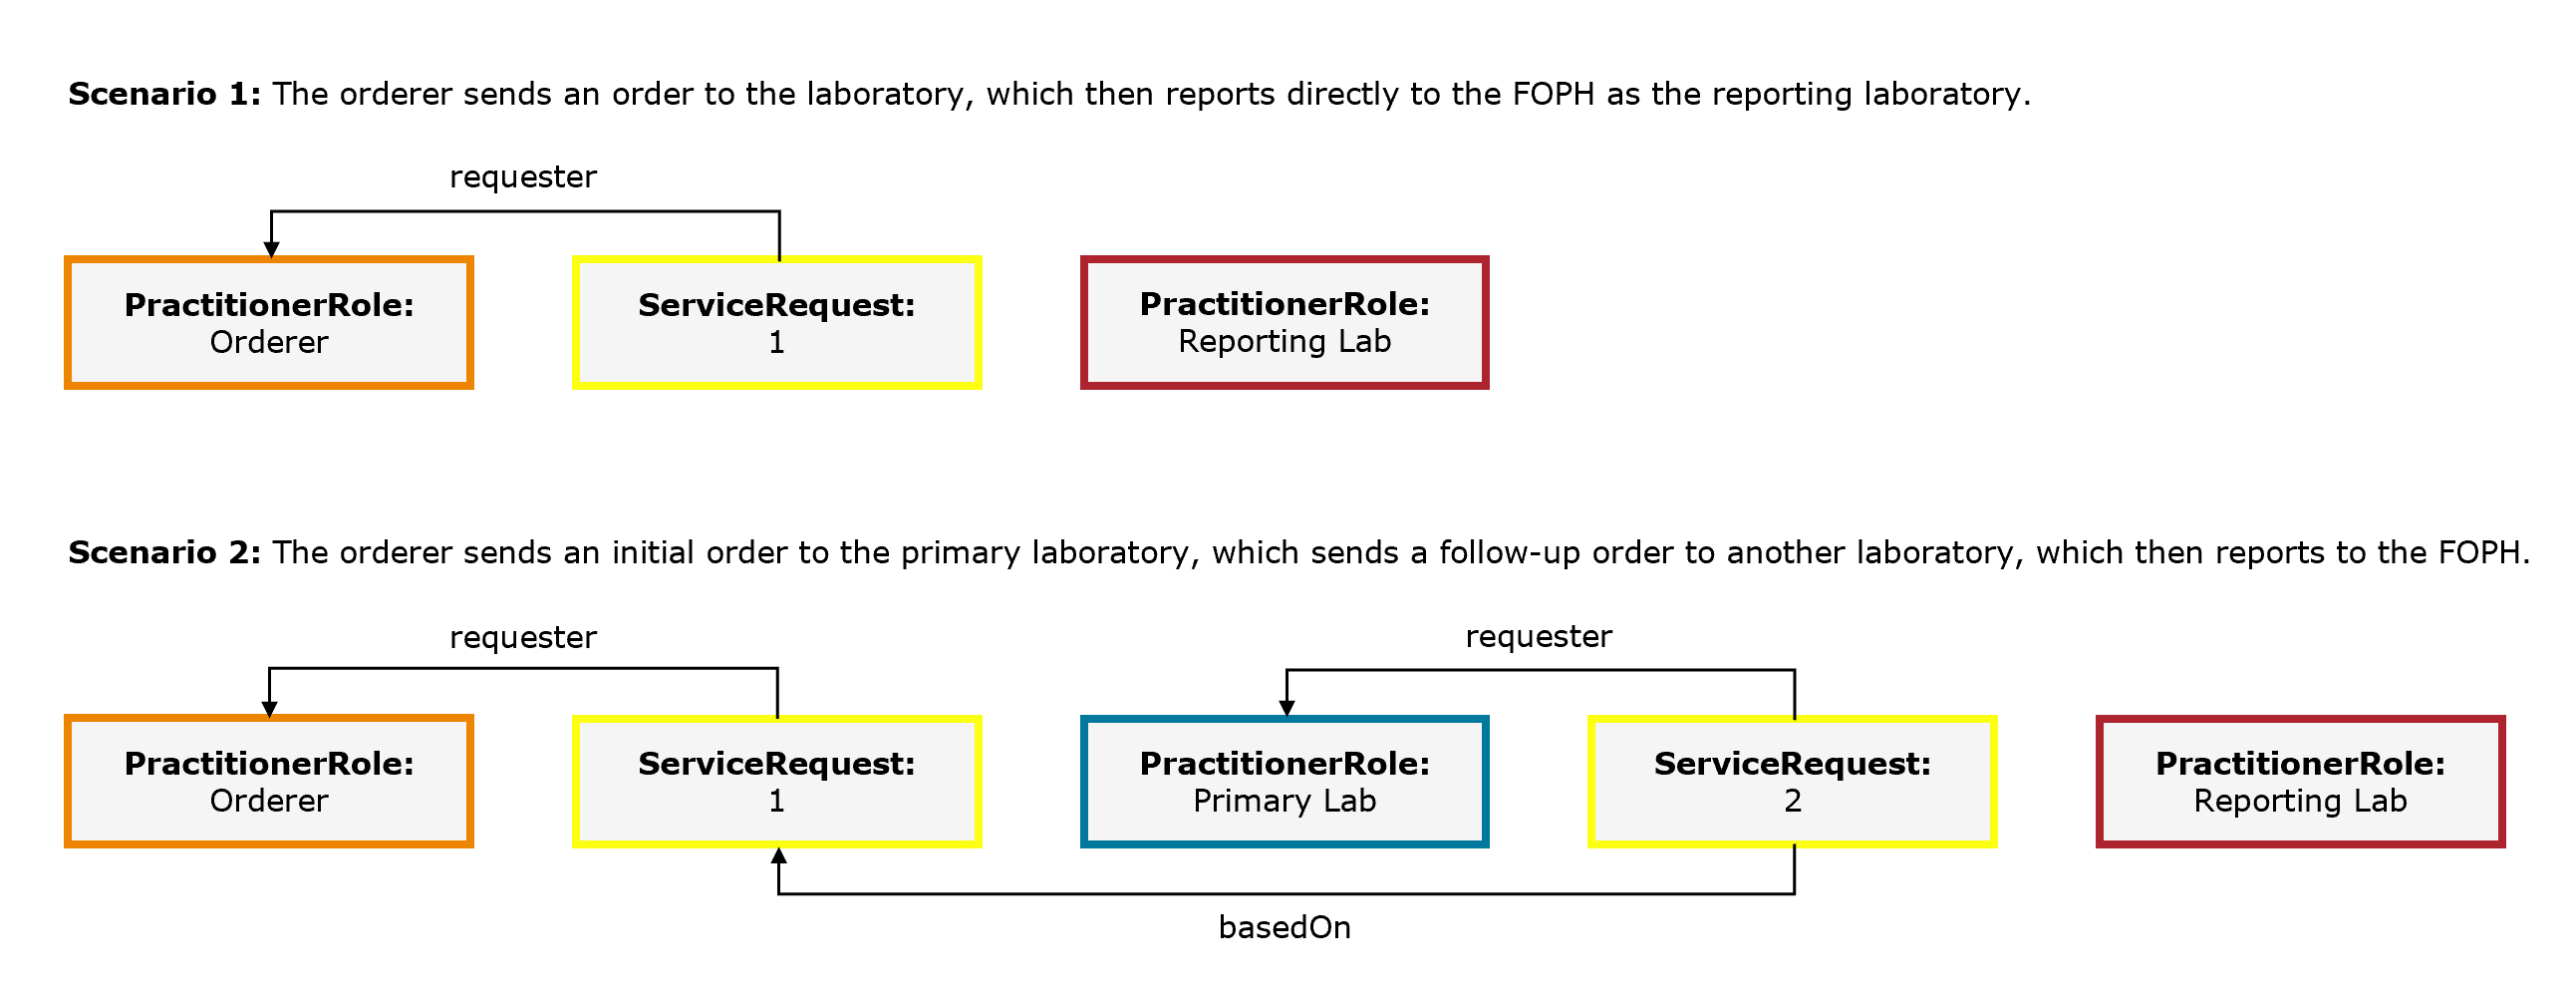 Scenario 1: The orderer sends an order to the laboratory, which then reports directly to the FOPH as the reporting laboratory.
requester
PractitionerRole:
Orderer
ServiceRequest:
1
PractitionerRole:
Reporting Lab
Scenario 2: The orderer sends an initial order to the primary laboratory, which sends a follow-up order to another laboratory, which then reports to the FOPH.
requester
requester
PractitionerRole:
Orderer
ServiceRequest:
1
PractitionerRole:
Primary Lab
ServiceRequest:
2
PractitionerRole:
Reporting Lab
basedOn